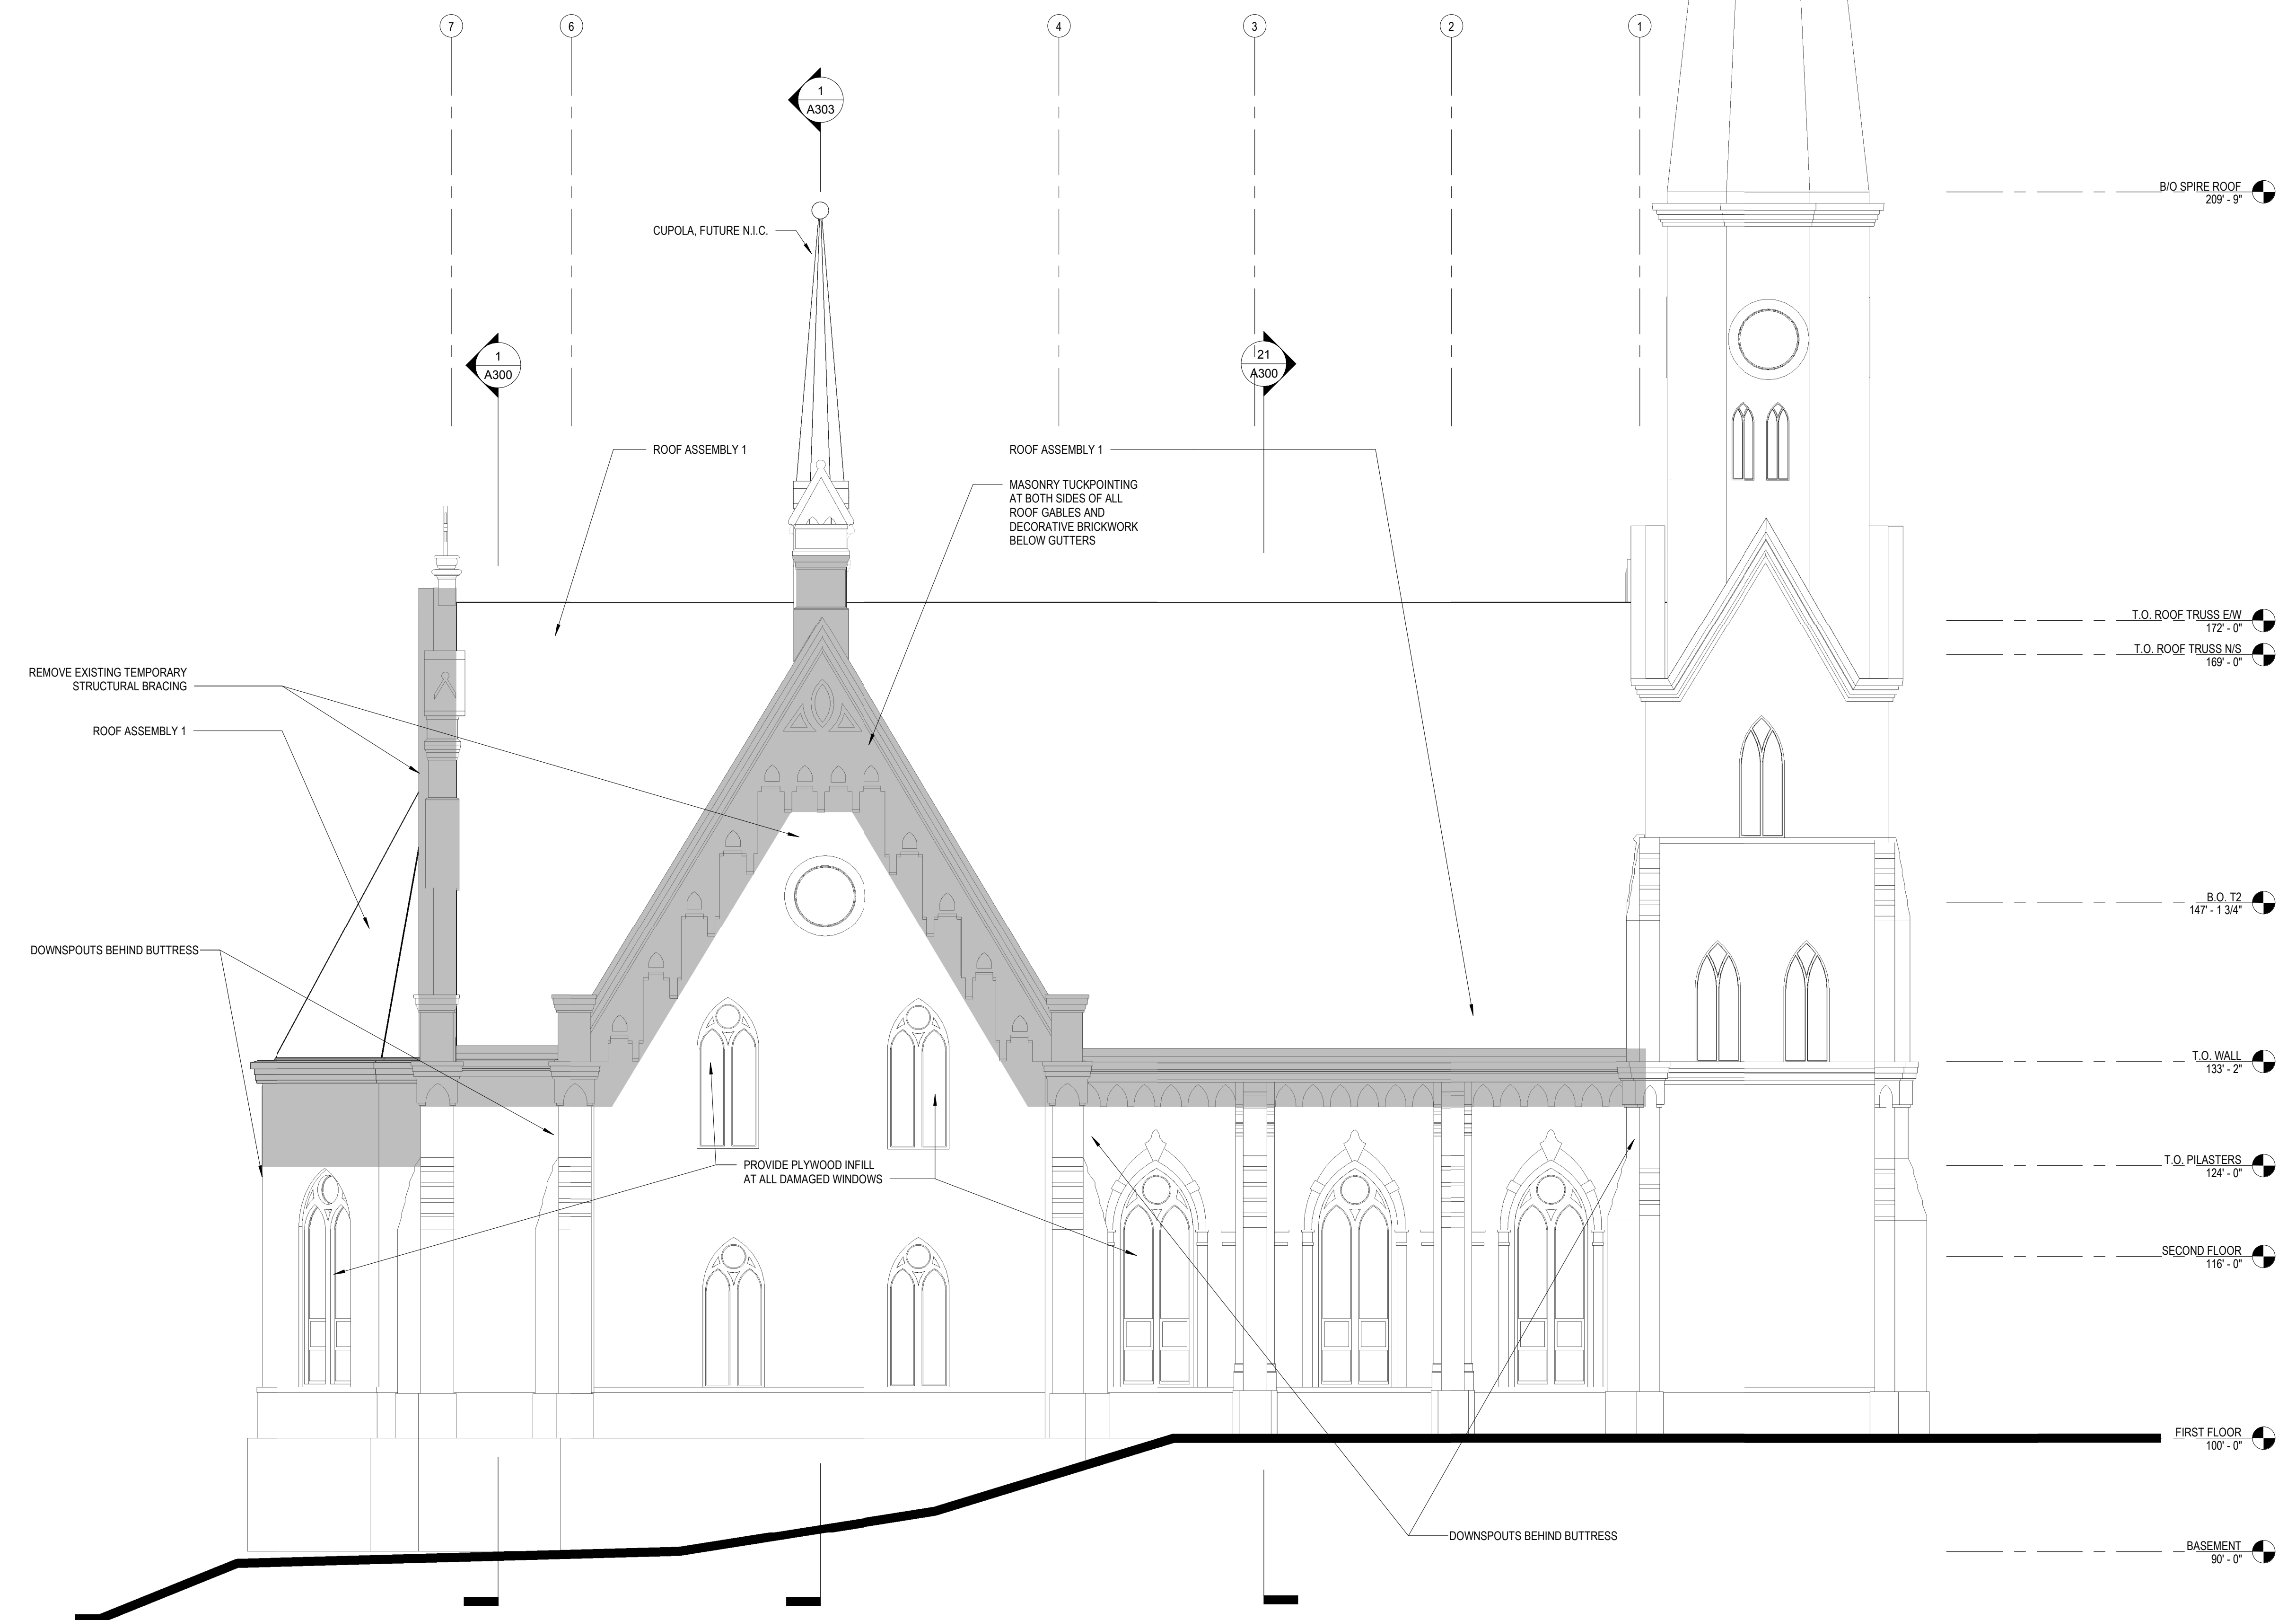 7
6
4
3
2
1
1
A303
B/O SPIRE ROOF
209' - 9"
CUPOLA, FUTURE N.I.C.
1
A300
21
A300
ROOF ASSEMBLY 1
ROOF ASSEMBLY 1
MASONRY TUCKPOINTING
AT BOTH SIDES OF ALL
ROOF GABLES AND
DECORATIVE BRICKWORK
BELOW GUTTERS
T.O. ROOF TRUSS E/W
172' - 0"
T.O. ROOF TRUSS N/S
169' - 0"
REMOVE EXISTING TEMPORARY
STRUCTURAL BRACING
ROOF ASSEMBLY 1
B.O. T2
147' - 1 3/4"
DOWNSPOUTS BEHIND BUTTRESS
T.O. WALL
133' - 2"
PROVIDE PLYWOOD INFILL
AT ALL DAMAGED WINDOWS
T.O. PILASTERS
124' - 0"
SECOND FLOOR
116' - 0"
FIRST FLOOR
100' - 0"
DOWNSPOUTS BEHIND BUTTRESS
BASEMENT
90' - 0"